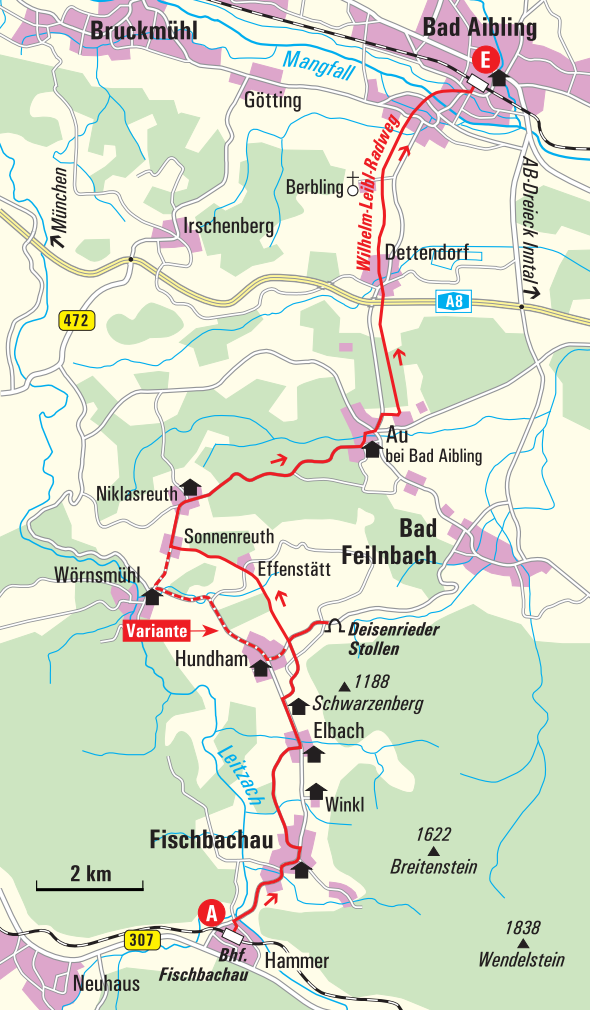 Bruckmühl
Bad Aibling
E
Mangfall
Götting
Wilhelm-Leibl-Radweg
Berbling
München
AB-Dreieck Inntal
Irschenberg
Dettendorf
A8
472
Au
bei Bad Aibling
Niklasreuth
Bad
Feilnbach
Sonnenreuth
Effenstätt
Wörnsmühl
Variante
Deisenrieder
Stollen
Hundham
1188
Schwarzenberg
Elbach
Leitzach
Winkl
Fischbachau
1622
Breitenstein
2 km
A
307
1838
Wendelstein
Bhf.
Fischbachau
Hammer
Neuhaus